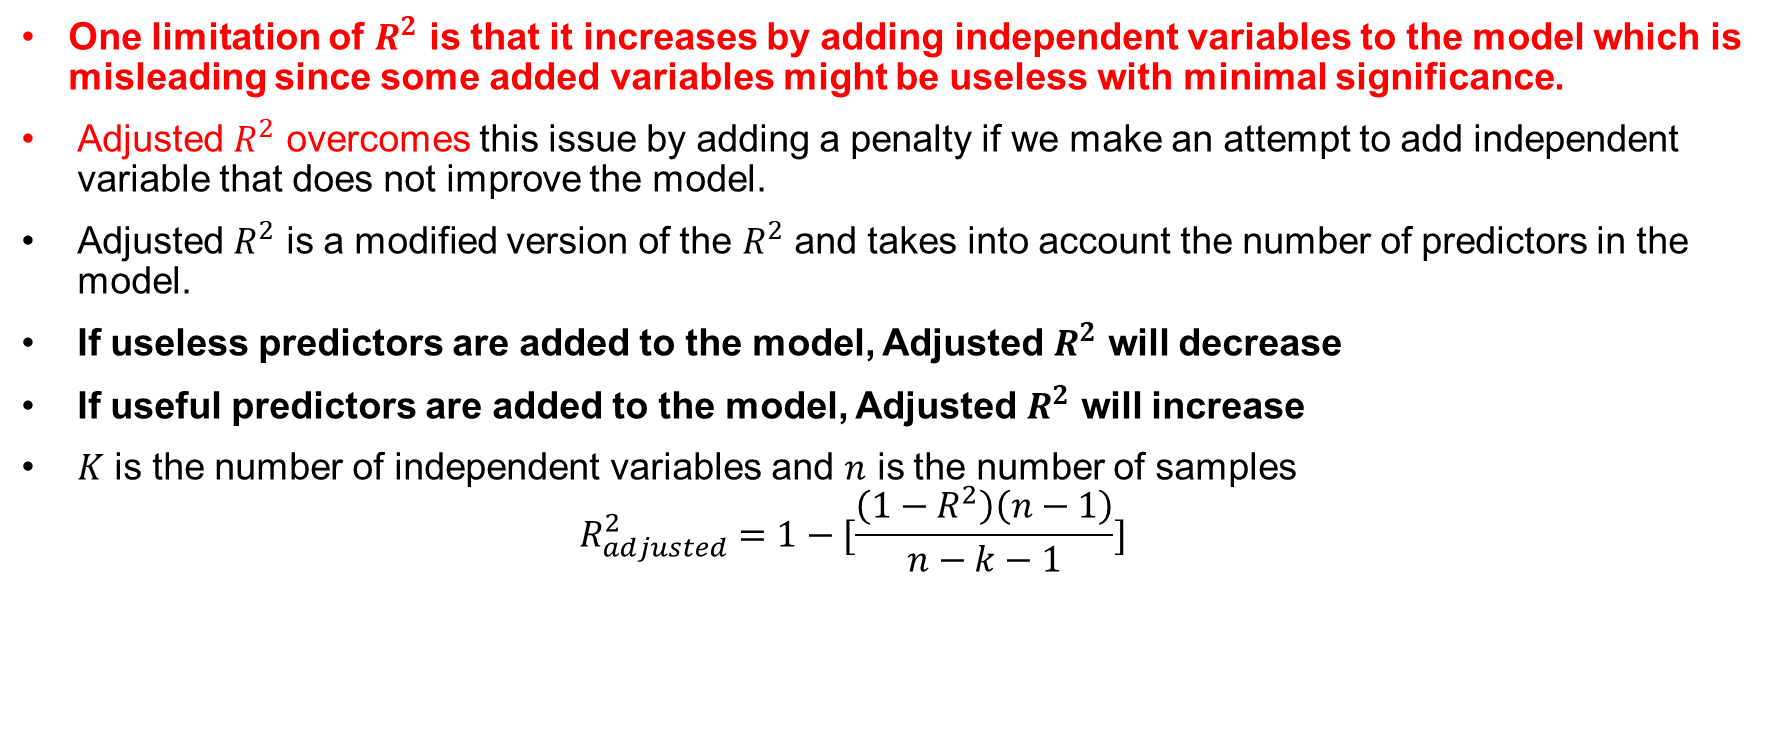 • One limitation of R² is that it increases by adding independent variables to the model which is
misleading since some added variables might be useless with minimal significance.
• Adjusted R² overcomes this issue by adding a penalty if we make an attempt to add independent
variable that does not improve the model.
• Adjusted R² is a modified version of the R² and takes into account the number of predictors in the
model.
• If useless predictors are added to the model, Adjusted R² will decrease
• If useful predictors are added to the model, Adjusted R² will increase
• K is the number of independent variables and n is the number of samples
R²_adjusted = 1 − [(1 − R²)(n − 1) / n − k − 1]